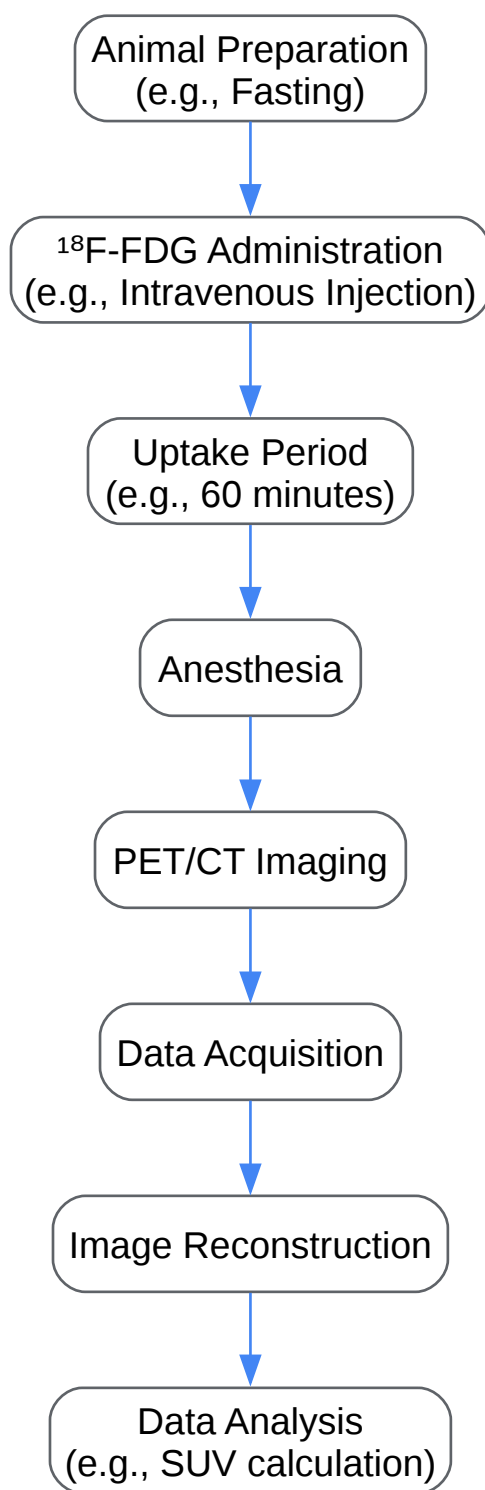 Animal Preparation
(e.g., Fasting)
¹⁸F-FDG Administration
(e.g., Intravenous Injection)
Uptake Period
(e.g., 60 minutes)
Anesthesia
PET/CT Imaging
Data Acquisition
Image Reconstruction
Data Analysis
(e.g., SUV calculation)